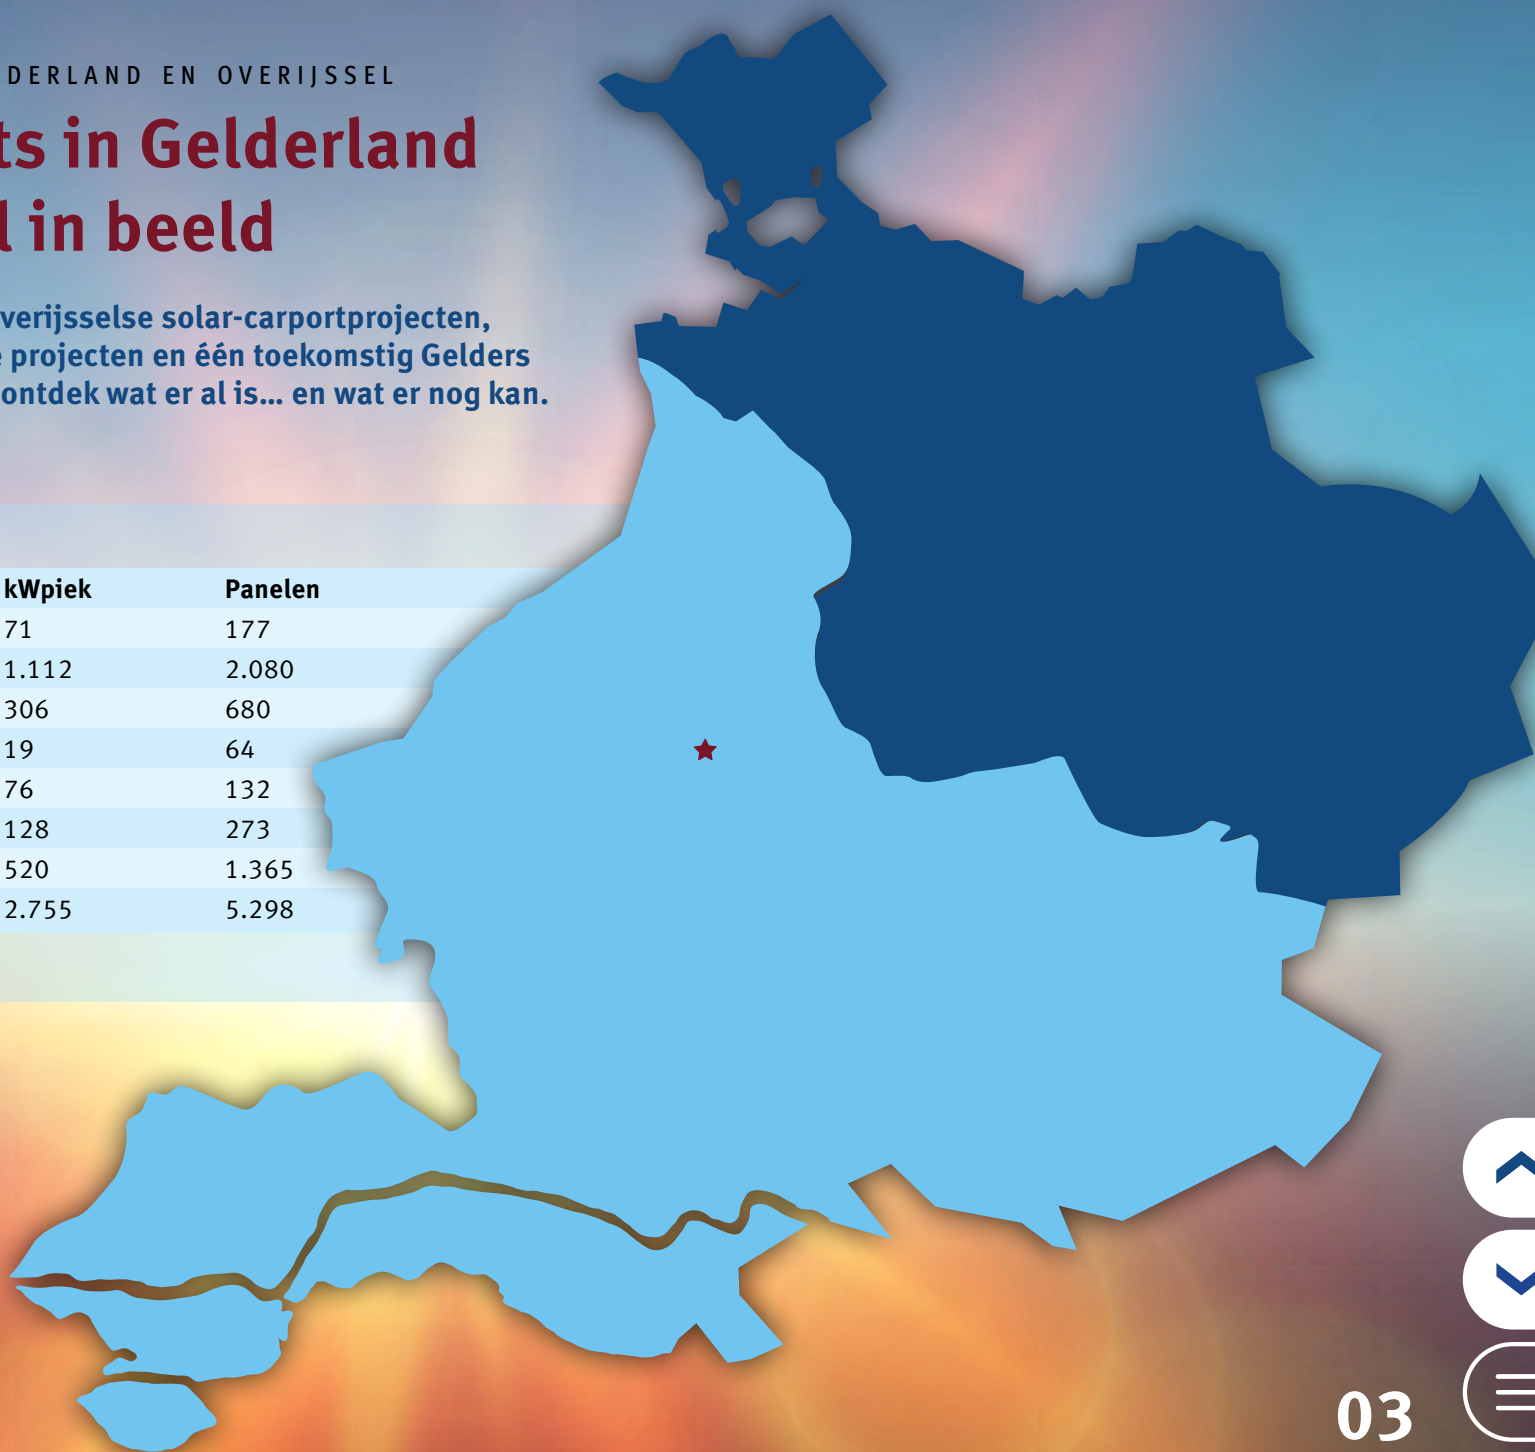 DERLAND EN OVERIJSSEL
ts in Gelderland
l in beeld
verijsselse solar-carportprojecten,
e projecten en één toekomstig Gelders
ontdek wat er al is... en wat er nog kan.
kWpiek Panelen
71 177
1.112 2.080
306 680
19 64
76 132
128 273
520 1.365
2.755 5.298
03